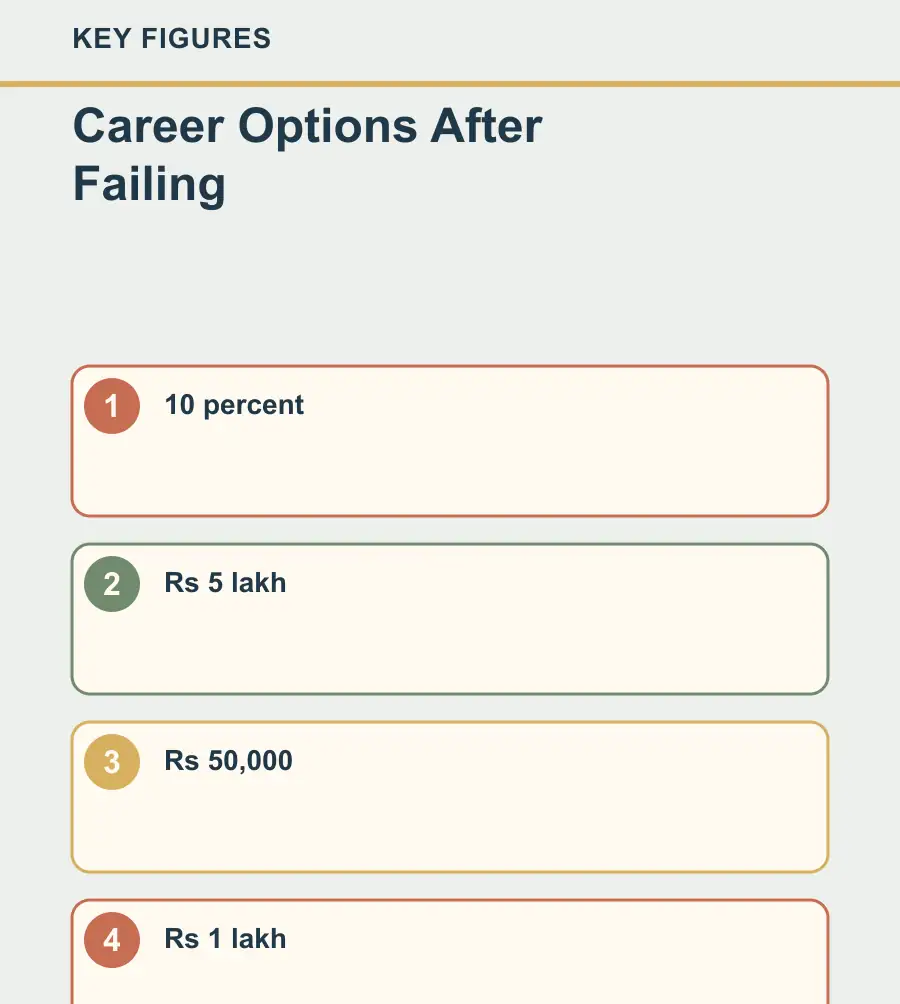 KEY FIGURES
Career Options After
Failing
1 10 percent
2 Rs 5 lakh
3 Rs 50,000
4 Rs 1 lakh